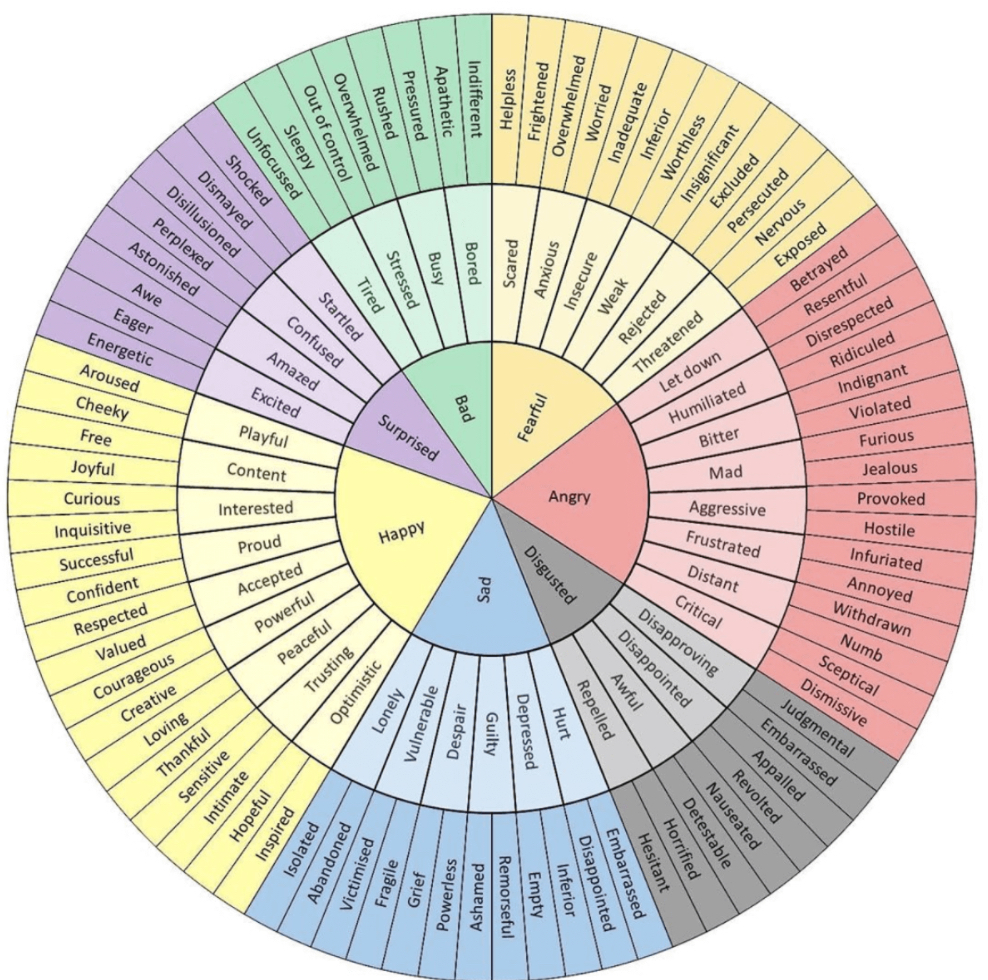 Bad
Fearful
Angry
Disgusted
Sad
Happy
Surprised
Scared
Anxious
Insecure
Weak
Rejected
Threatened
Let down
Humiliated
Bitter
Mad
Aggressive
Frustrated
Distant
Critical
Disapproving
Disappointed
Awful
Repelled
Hurt
Depressed
Guilty
Despair
Vulnerable
Lonely
Optimistic
Trusting
Peaceful
Powerful
Accepted
Proud
Interested
Content
Playful
Excited
Amazed
Confused
Startled
Tired
Stressed
Busy
Bored
Helpless
Frightened
Overwhelmed
Worried
Inadequate
Inferior
Worthless
Insignificant
Excluded
Persecuted
Nervous
Exposed
Betrayed
Resentful
Disrespected
Ridiculed
Indignant
Violated
Furious
Jealous
Provoked
Hostile
Infuriated
Annoyed
Withdrawn
Numb
Sceptical
Dismissive
Judgmental
Embarrassed
Appalled
Revolted
Nauseated
Detestable
Horrified
Hesitant
Embarrassed
Disappointed
Inferior
Empty
Remorseful
Ashamed
Powerless
Grief
Fragile
Victimised
Abandoned
Isolated
Inspired
Hopeful
Intimate
Sensitive
Thankful
Loving
Creative
Courageous
Valued
Respected
Confident
Successful
Inquisitive
Curious
Joyful
Free
Cheeky
Aroused
Energetic
Eager
Awe
Astonished
Perplexed
Disillusioned
Dismayed
Shocked
Unfocussed
Sleepy
Out of control
Overwhelmed
Rushed
Pressured
Apathetic
Indifferent